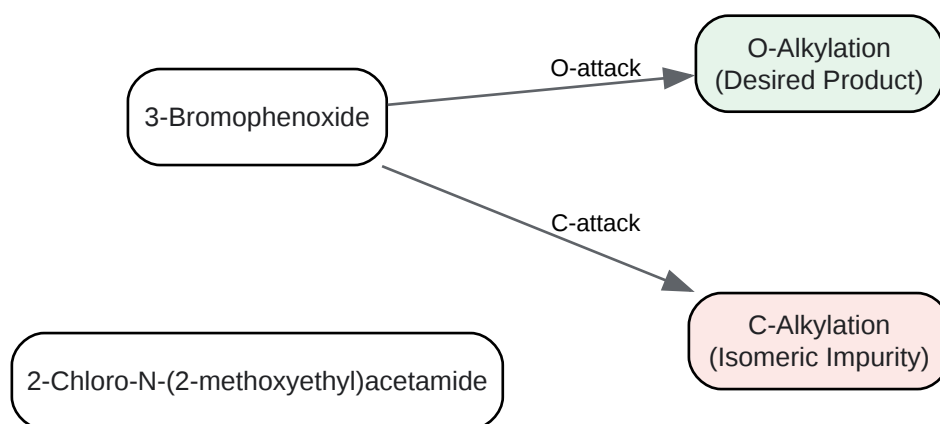 O-Alkylation
(Desired Product)
O-attack
3-Bromophenoxide
C-attack
C-Alkylation
(Isomeric Impurity)
2-Chloro-N-(2-methoxyethyl)acetamide